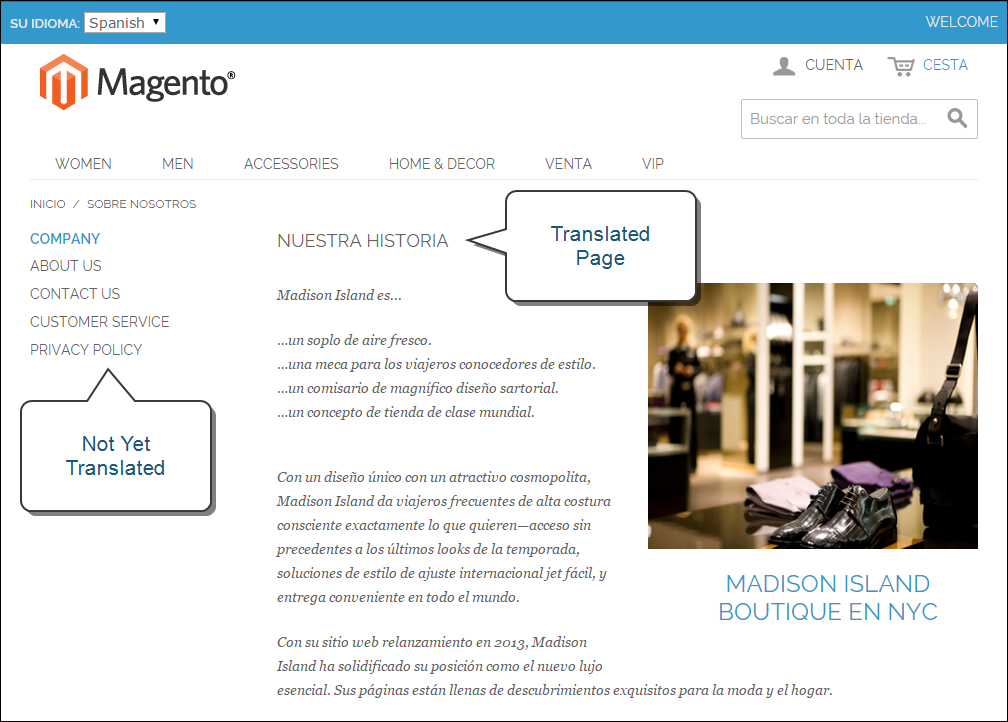 SU IDIOMA: Spanish
WELCOME
Magento®
CUENTA
CESTA
Buscar en toda la tienda...
WOMEN MEN ACCESSORIES HOME & DECOR VENTA VIP
INICIO / SOBRE NOSOTROS
COMPANY
ABOUT US
CONTACT US
CUSTOMER SERVICE
PRIVACY POLICY
Not Yet
Translated
NUESTRA HISTORIA
Translated
Page
Madison Island es...
...un soplo de aire fresco.
...una meca para los viajeros conocedores de estilo.
...un comisario de magnífico diseño sartorial.
...un concepto de tienda de clase mundial.
Con un diseño único con un atractivo cosmopolita,
Madison Island da viajeros frecuentes de alta costura
consciente exactamente lo que quieren—acceso sin
precedentes a los últimos looks de la temporada,
soluciones de estilo de ajuste internacional jet fácil, y
entrega conveniente en todo el mundo.
Con su sitio web relanzamiento en 2013, Madison
Island ha solidificado su posición como el nuevo lujo
esencial. Sus páginas están llenas de descubrimientos exquisitos para la moda y el hogar.
MADISON ISLAND
BOUTIQUE EN NYC